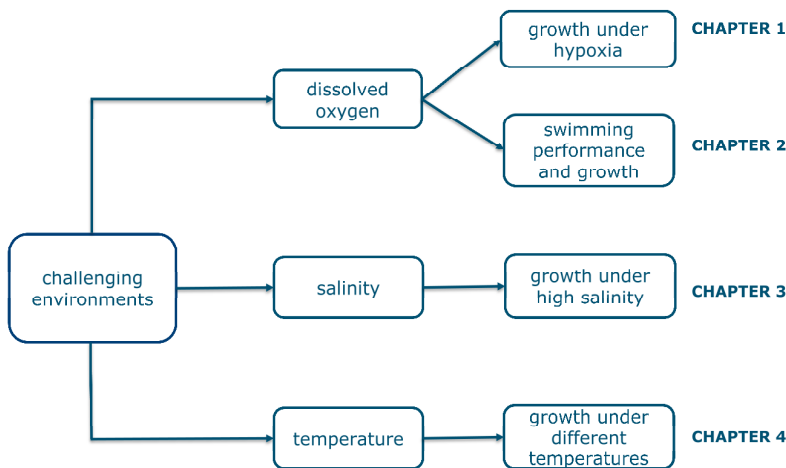 growth under
hypoxia
CHAPTER 1
dissolved
oxygen
swimming
performance
and growth
CHAPTER 2
challenging
environments
salinity
growth under
high salinity
CHAPTER 3
temperature
growth under
different
temperatures
CHAPTER 4